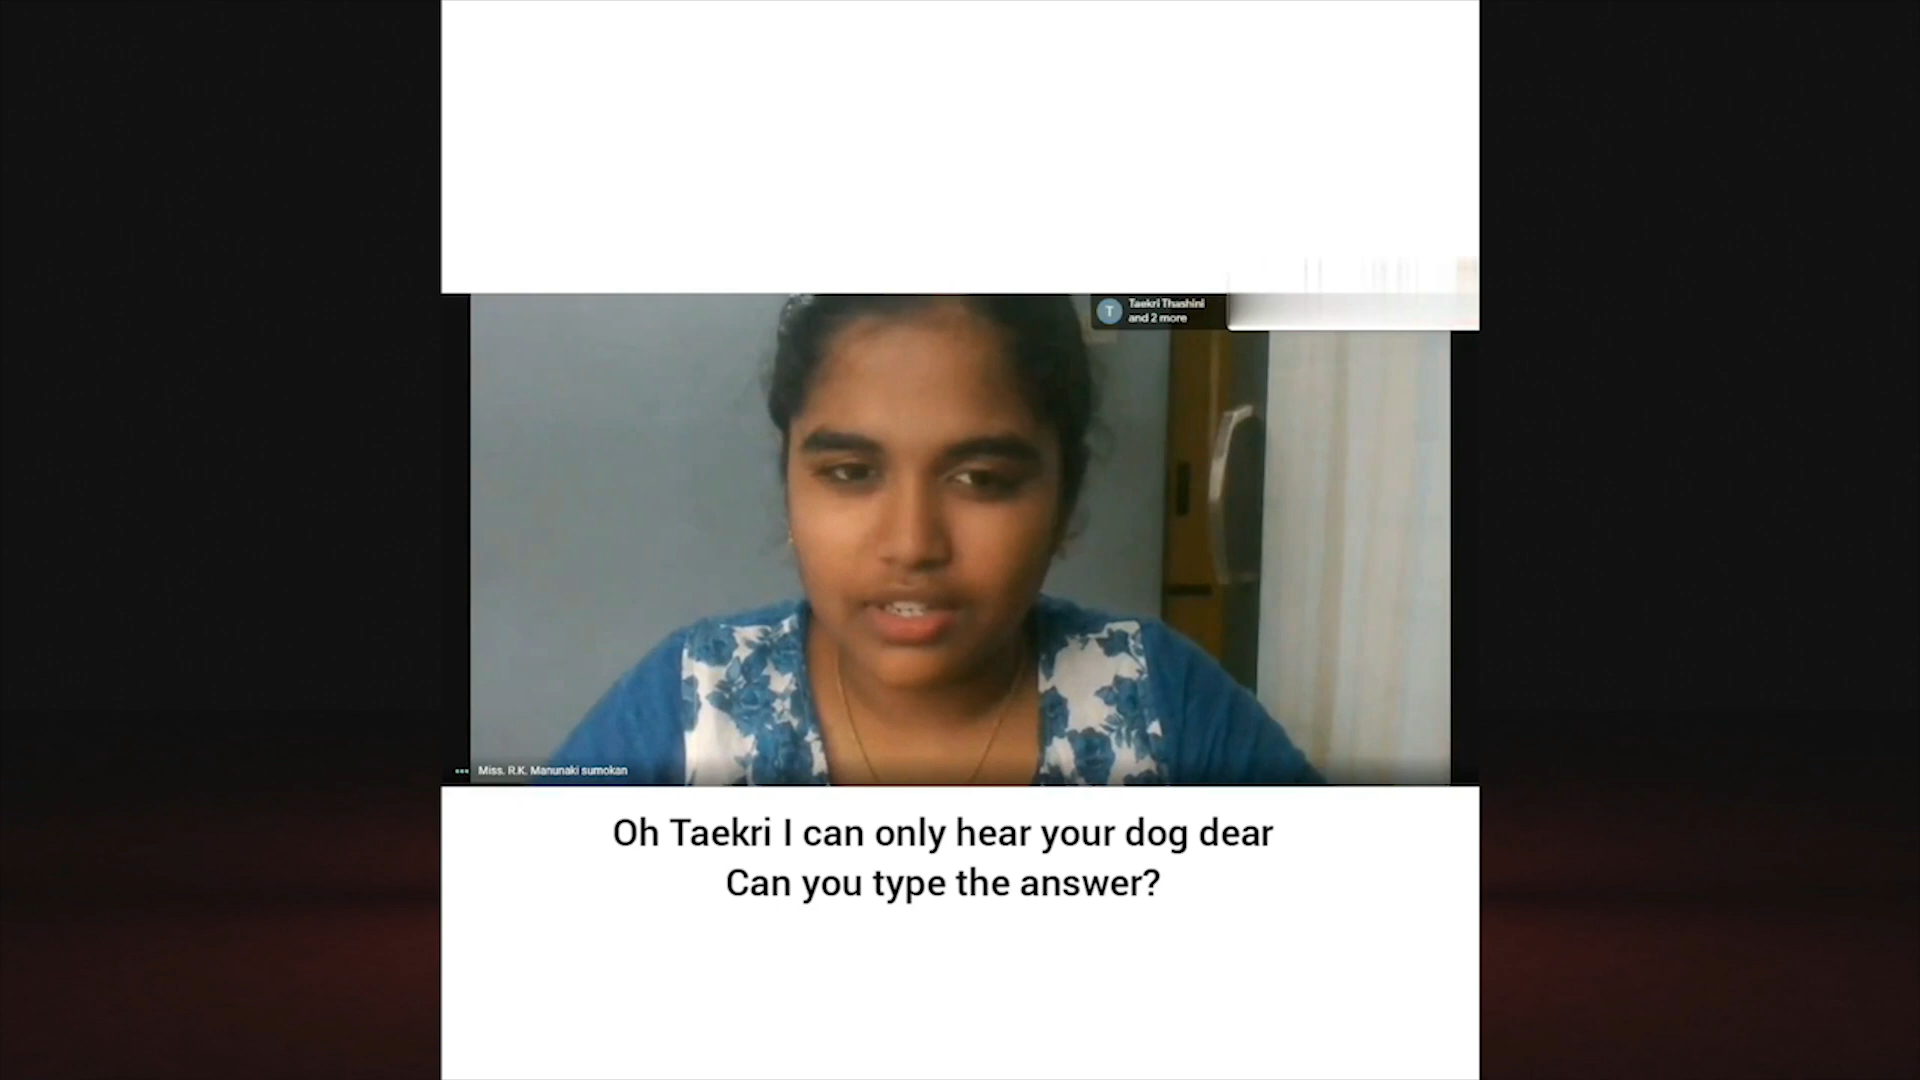 T
Taekri Thashini
and 2 more
Miss. R.K. Manunaki sumokan
Oh Taekri I can only hear your dog dear
Can you type the answer?